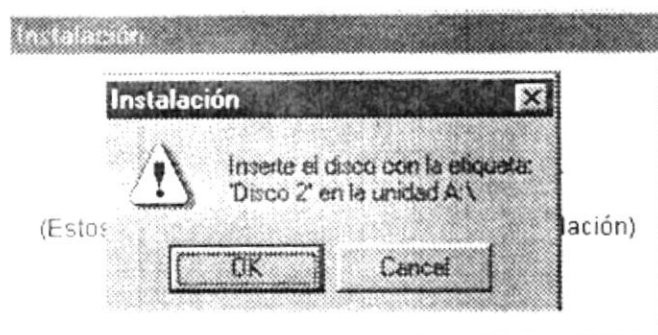 Instalación
Instalación
Inserte el disco con la etiqueta:
'Disco 2' en la unidad A:\
(Estos
lación)
OK Cancel